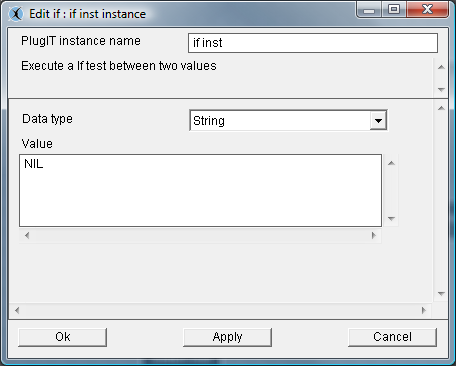 Edit if : if inst instance
PlugIT instance name if inst
Execute a If test between two values
Data type String
Value
NIL
Ok Apply Cancel